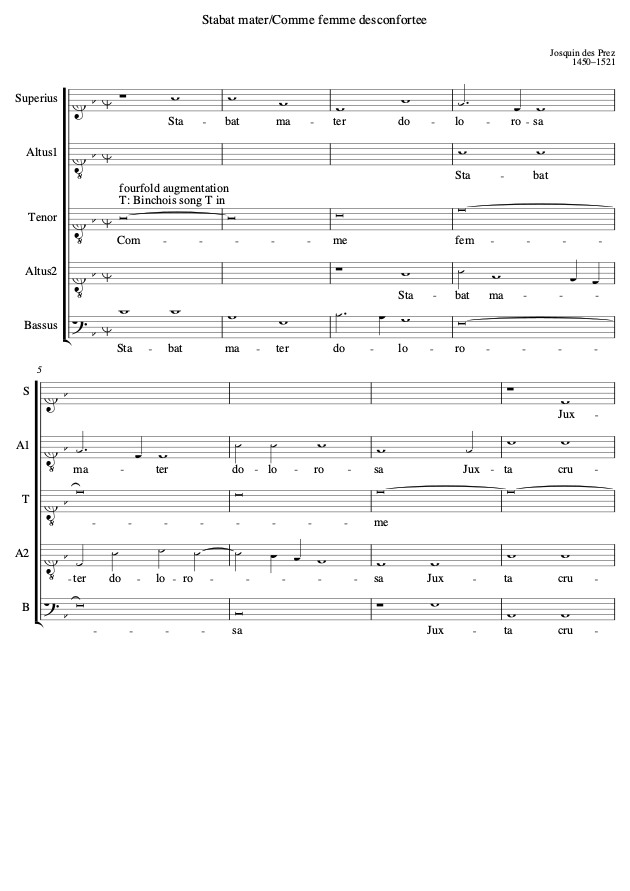 Stabat mater/Comme femme desconfortee
Josquin des Prez
1450–1521
Superius
Sta - bat ma - ter do - lo - ro - sa
Altus1
Sta - bat
fourfold augmentation
T: Binchois song T in
Tenor
Com - - - - me fem - - - -
Altus2
Sta - bat ma - - -
Bassus
Sta - bat ma - ter do - lo - ro - - - -
5
S
Jux -
A1
ma - ter do - lo - ro - sa Jux - ta cru -
T
- - - - - - - me
A2
- ter do - lo - ro - - - - sa Jux - ta cru -
B
- - - - sa Jux - ta cru -